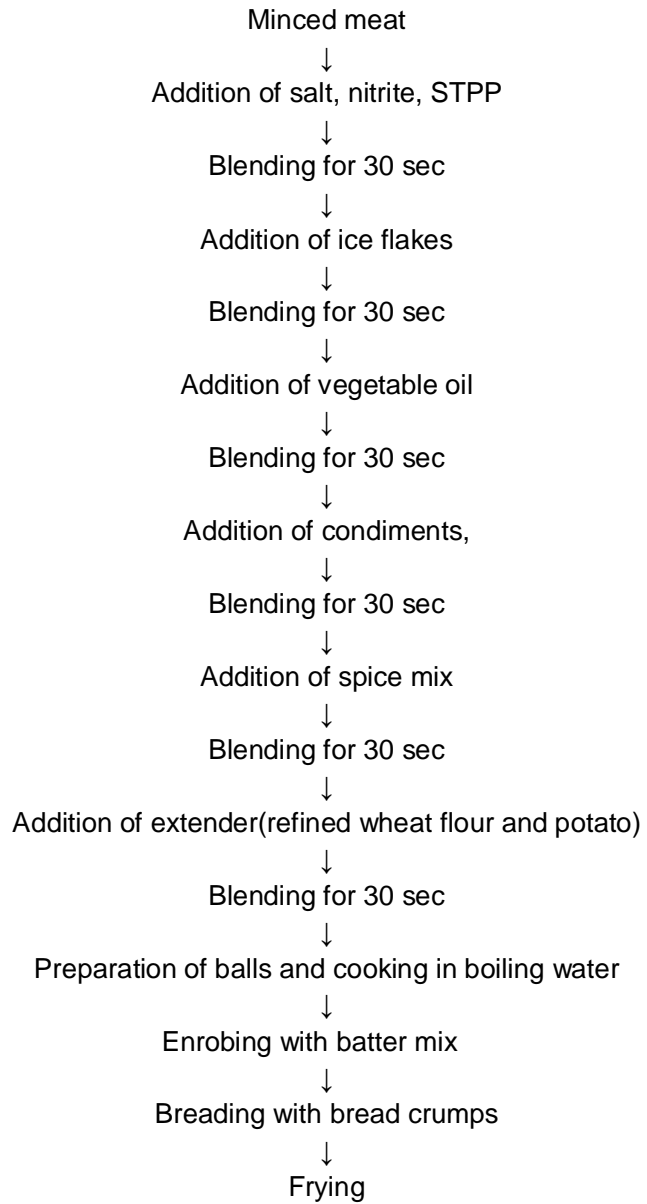 Minced meat
↓
Addition of salt, nitrite, STPP
↓
Blending for 30 sec
↓
Addition of ice flakes
↓
Blending for 30 sec
↓
Addition of vegetable oil
↓
Blending for 30 sec
↓
Addition of condiments,
↓
Blending for 30 sec
↓
Addition of spice mix
↓
Blending for 30 sec
↓
Addition of extender(refined wheat flour and potato)
↓
Blending for 30 sec
↓
Preparation of balls and cooking in boiling water
↓
Enrobing with batter mix
↓
Breading with bread crumps
↓
Frying